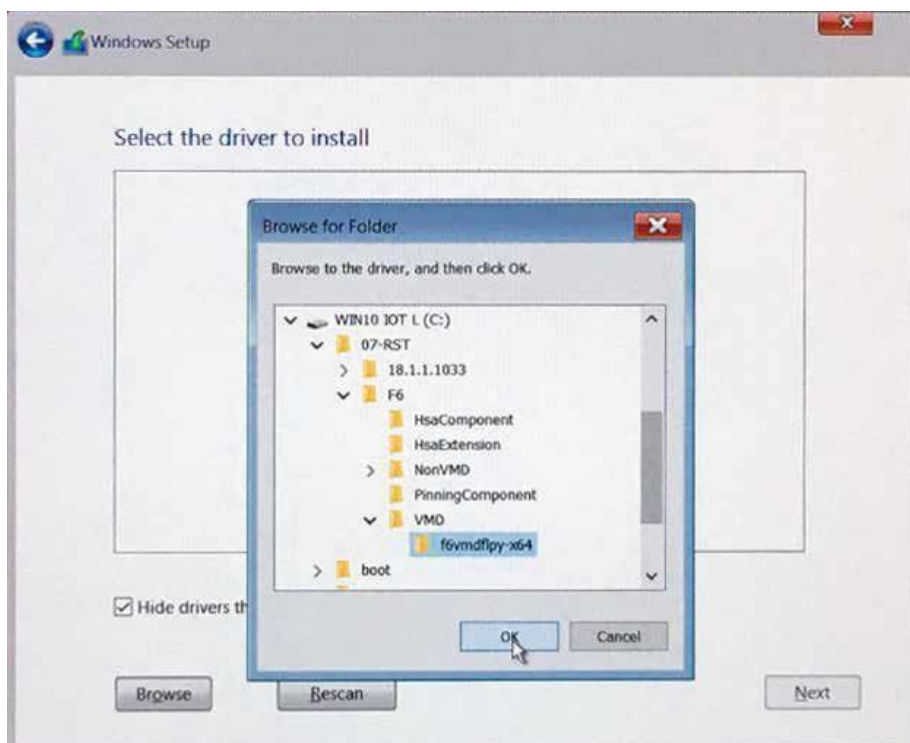 Windows Setup
Select the driver to install
Browse for Folder
Browse to the driver, and then click OK.
WIN10 IOT L (C:)
07-RST
18.1.1.1033
F6
HsaComponent
HsaExtension
NonVMD
PinningComponent
VMD
f6vmdflpy-x64
boot
Hide drivers th
OK Cancel
Browse Rescan Next